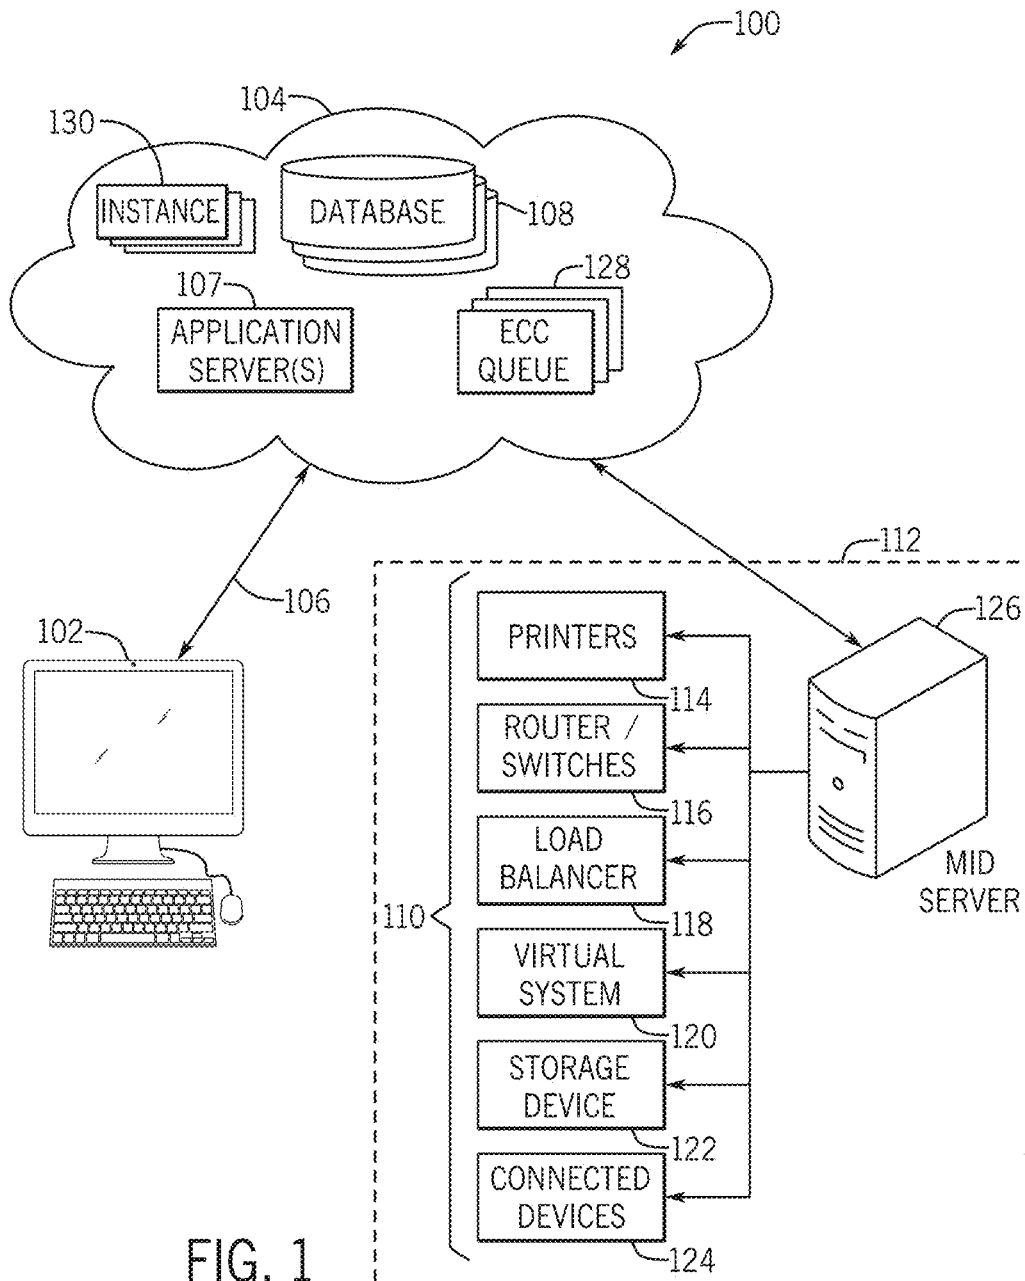 100
104
130
INSTANCE
DATABASE
108
107
128
APPLICATION
SERVER(S)
ECC
QUEUE
112
106
102
126
PRINTERS
114
ROUTER /
SWITCHES
116
LOAD
BALANCER
118
MID
SERVER
110
VIRTUAL
SYSTEM
120
STORAGE
DEVICE
122
CONNECTED
DEVICES
124
FIG. 1